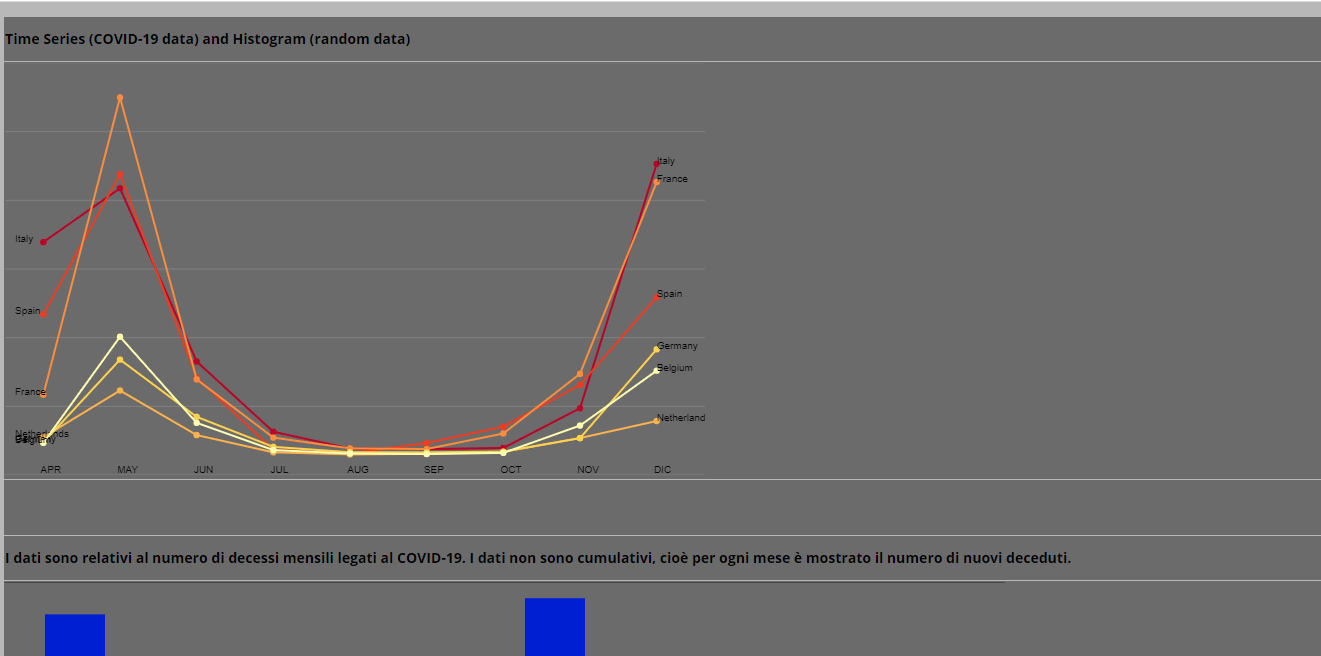 Time Series (COVID-19 data) and Histogram (random data)
Italy
France
Italy
Spain
Spain
Germany
Belgium
France
Netherland
Netherlands
APR MAY JUN JUL AUG SEP OCT NOV DIC
I dati sono relativi al numero di decessi mensili legati al COVID-19. I dati non sono cumulativi, cioè per ogni mese è mostrato il numero di nuovi deceduti.